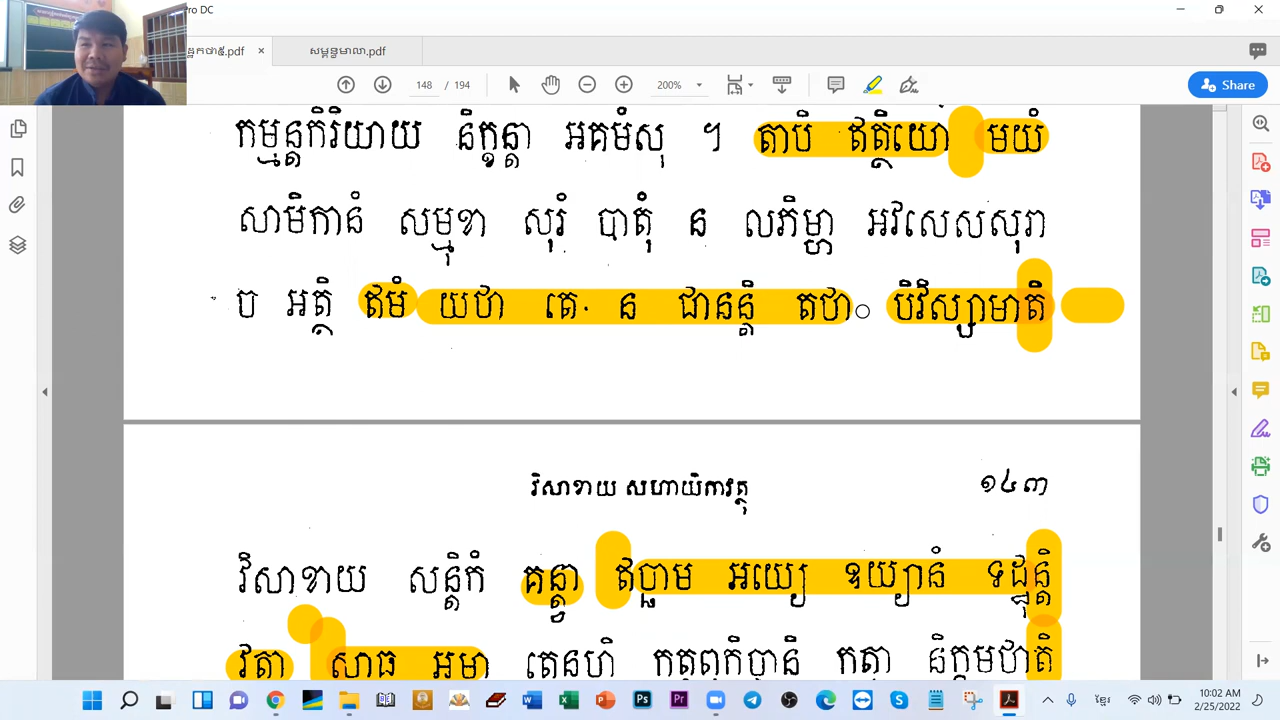 ro DC
ដ្ឋកថា៥.pdf × សម្ពន្ធមាលា.pdf
148 / 194 200% Share
កម្មន្តកិរិយាយ និក្ខន្តា អគមំសុ ។ តាបិ ឥត្ថិយោ មយំ
សាមិកានំ សម្មុខា សុរំ បាតុំ ន លភិម្ហា អវសេសសុរា
ច អត្ថិ ឥមំ យថា តេ ន ជានន្តិ តថា បិវិស្សាមាតិ
វិសាខាយ សហាយិកាវត្ថុ ១៤៣
វិសាខាយ សន្តិកំ គន្ត្វា ឥច្ឆាម អយ្យេ ឧយ្យានំ ទដ្ឋុន្តិ
វតា សាធ អមា តេនហិ កតព្វកិច្ចានិ កត្វា និក្ខមថាតិ
ខ្មែរ 10:02 AM
2/25/2022